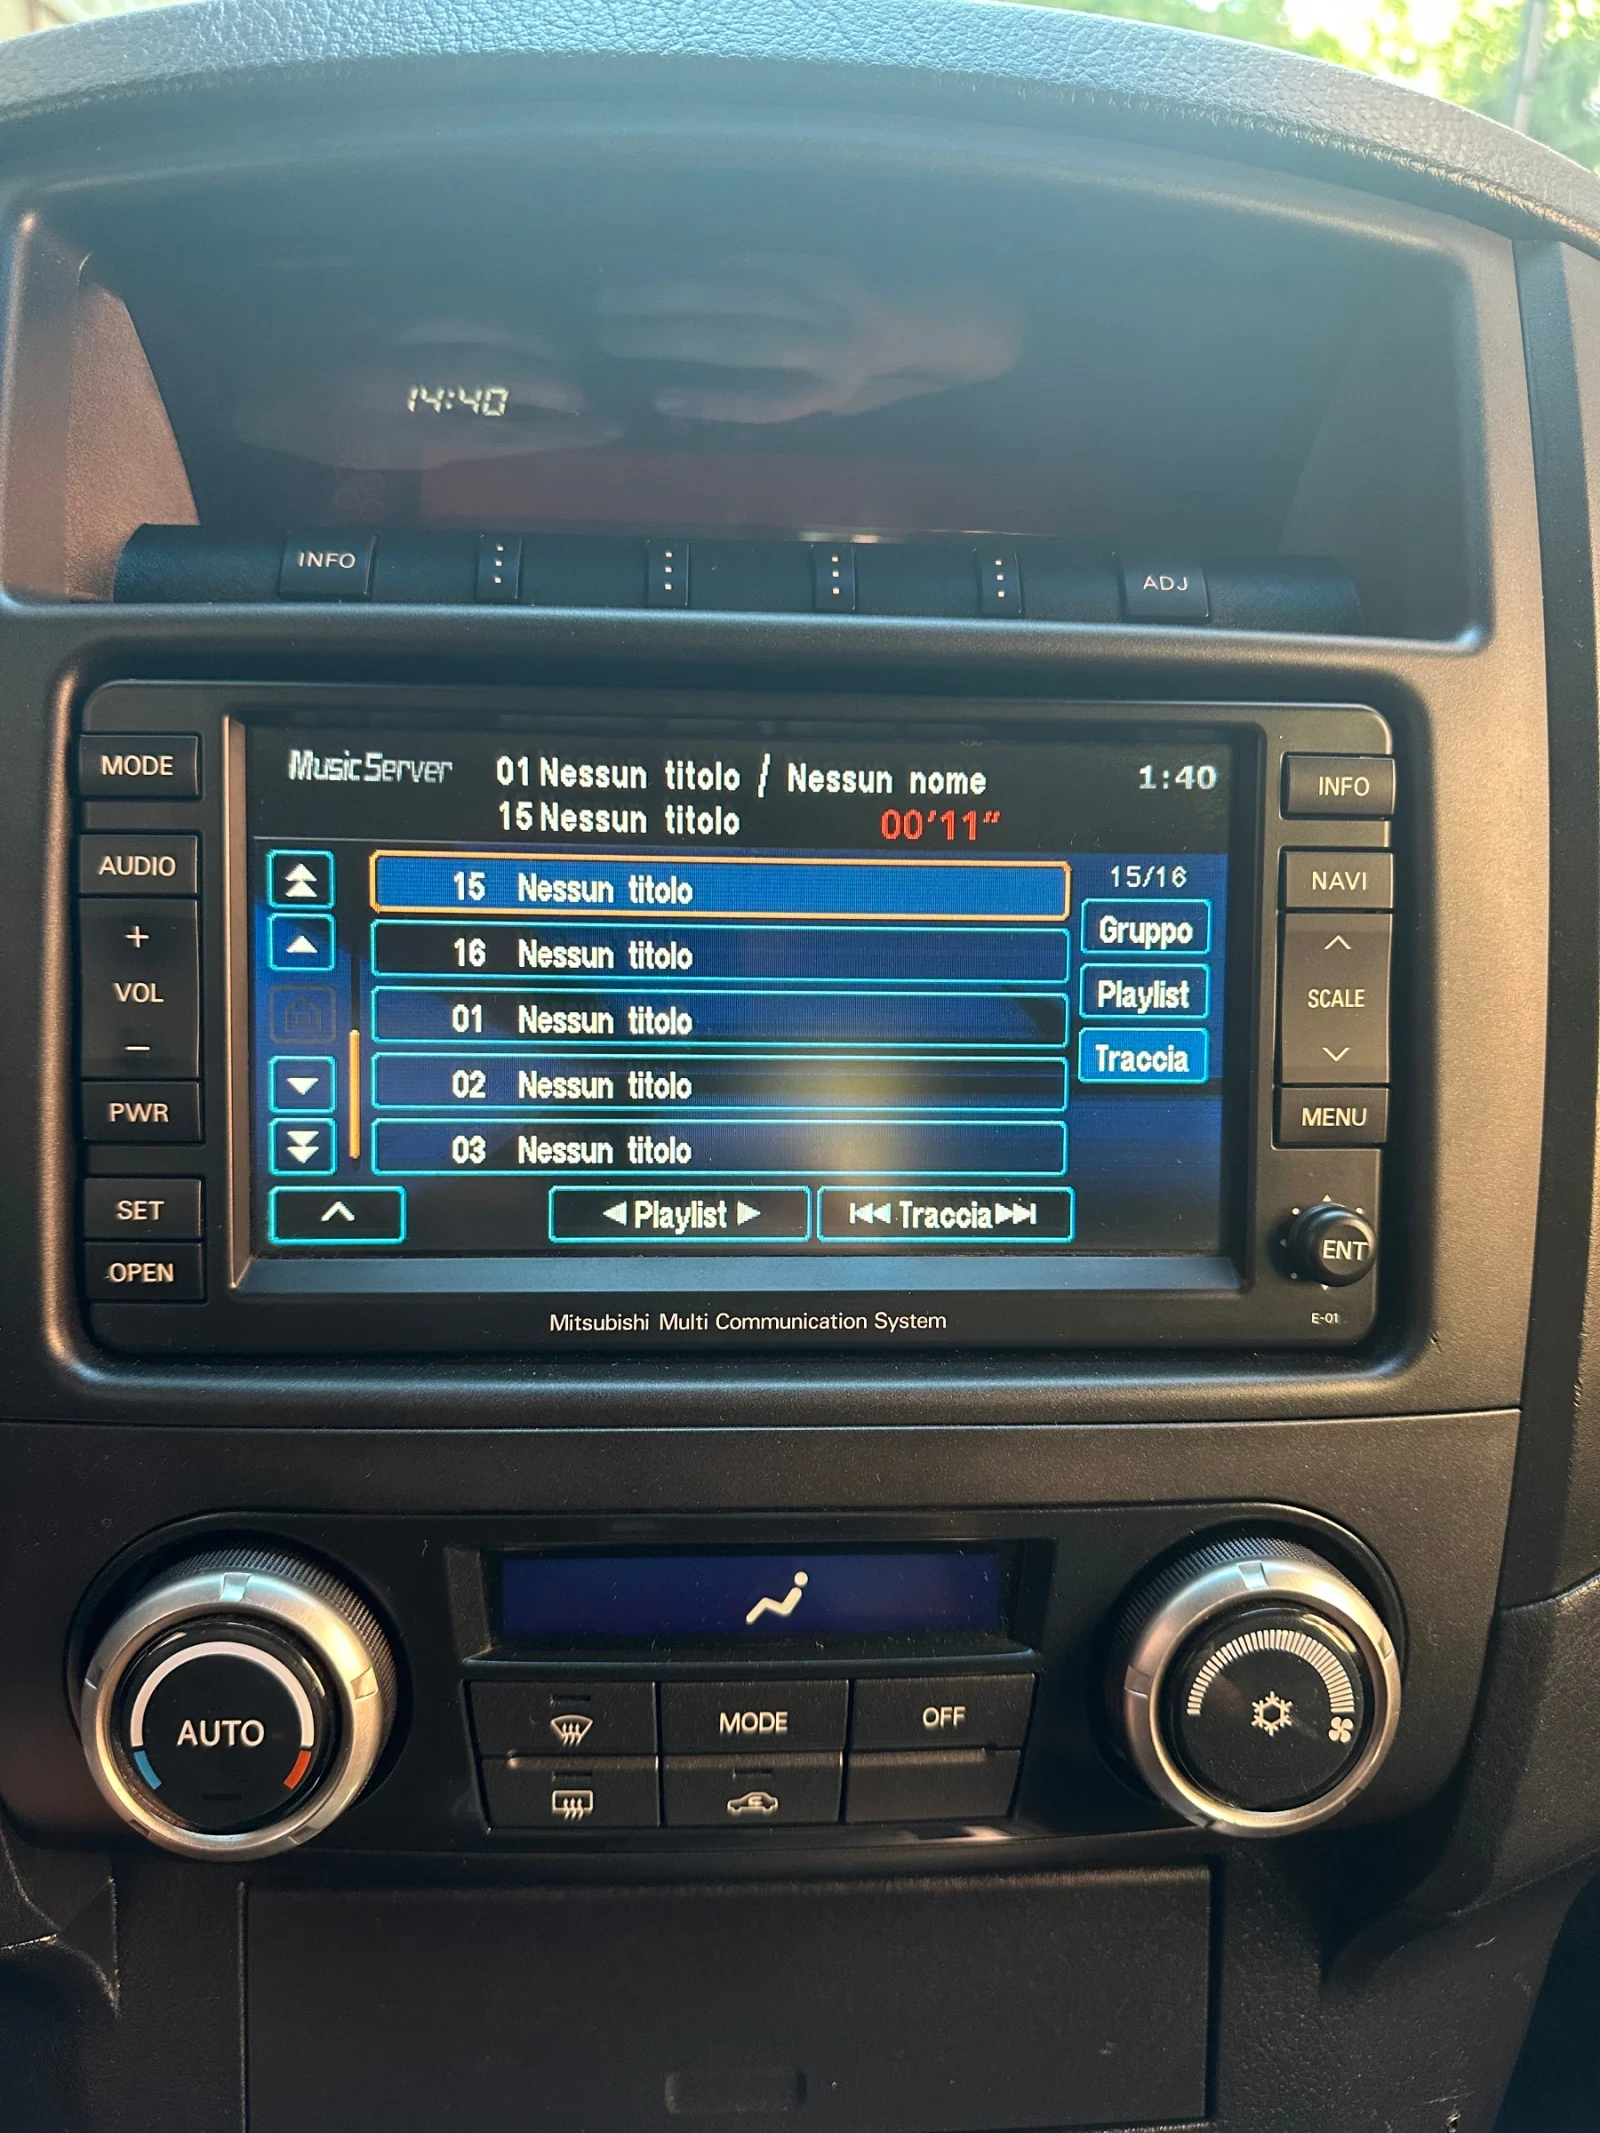 14:40
INFO
ADJ
MODE
AUDIO
+
VOL
−
PWR
SET
OPEN
MusicServer 01 Nessun titolo / Nessun nome 1:40
15 Nessun titolo 00'11"
15 Nessun titolo
16 Nessun titolo
01 Nessun titolo
02 Nessun titolo
03 Nessun titolo
15/16
Gruppo
Playlist
Traccia
Playlist
Traccia
INFO
NAVI
SCALE
MENU
ENT
E-01
Mitsubishi Multi Communication System
AUTO
MODE
OFF